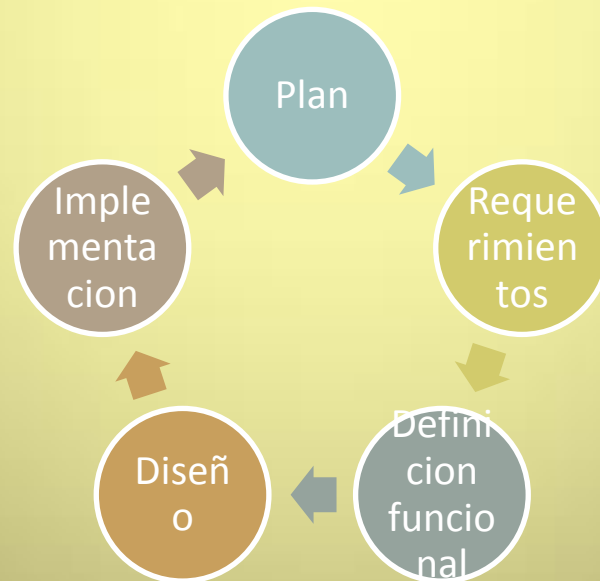 Plan
Reque
rimien
tos
Defini
cion
funcio
nal
Diseñ
o
Imple
menta
cion